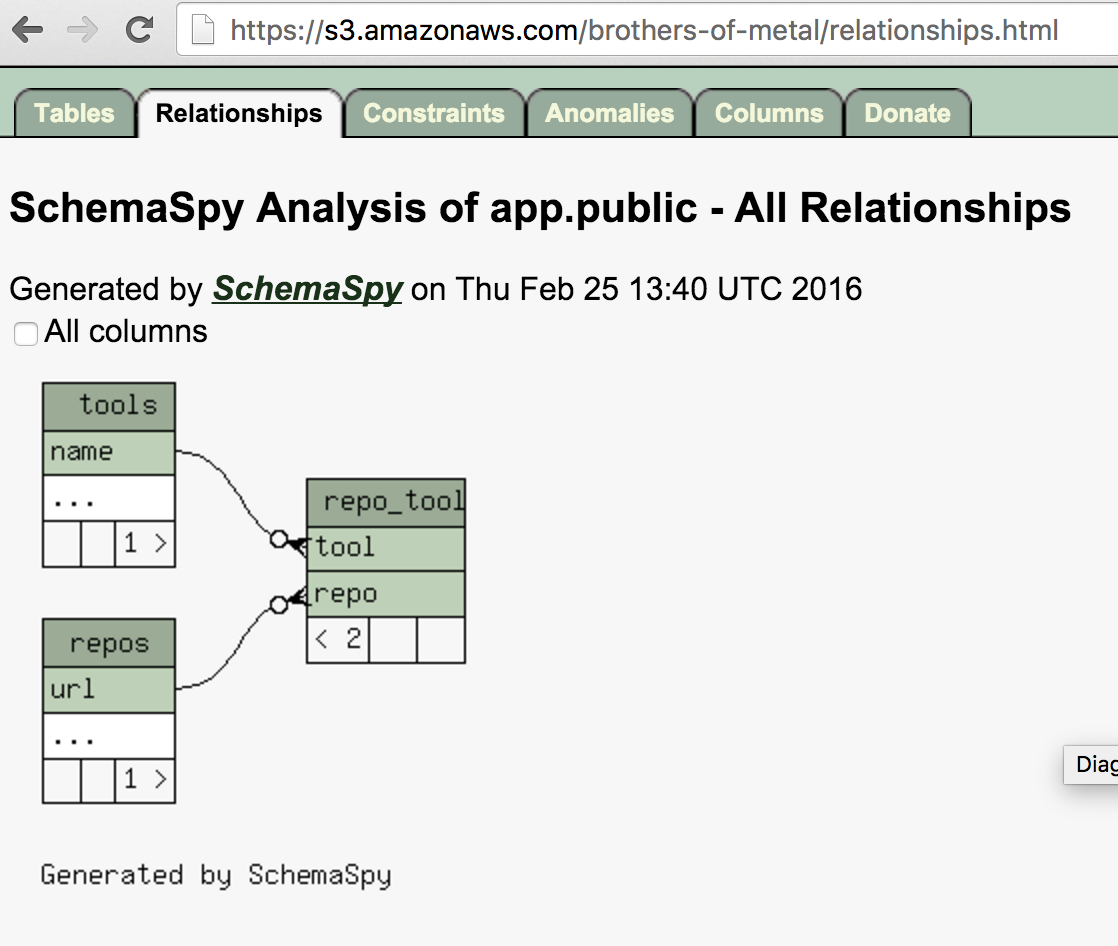 https://s3.amazonaws.com/brothers-of-metal/relationships.html
Tables Relationships Constraints Anomalies Columns Donate
SchemaSpy Analysis of app.public - All Relationships
Generated by SchemaSpy on Thu Feb 25 13:40 UTC 2016
All columns
tools
name
...
1 >
repo_tool
tool
repo
< 2
repos
url
...
1 >
Diag
Generated by SchemaSpy